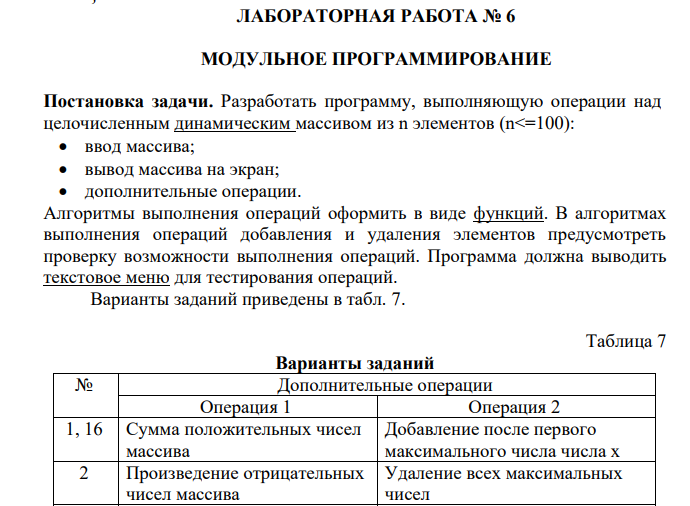 ЛАБОРАТОРНАЯ РАБОТА № 6
МОДУЛЬНОЕ ПРОГРАММИРОВАНИЕ
Постановка задачи. Разработать программу, выполняющую операции над
целочисленным динамическим массивом из n элементов (n<=100):
• ввод массива;
• вывод массива на экран;
• дополнительные операции.
Алгоритмы выполнения операций оформить в виде функций. В алгоритмах
выполнения операций добавления и удаления элементов предусмотреть
проверку возможности выполнения операций. Программа должна выводить
текстовое меню для тестирования операций.
Варианты заданий приведены в табл. 7.
Таблица 7
Варианты заданий
№
Дополнительные операции
Операция 1
Операция 2
1, 16
Сумма положительных чисел
массива
Добавление после первого
максимального числа числа x
2
Произведение отрицательных
чисел массива
Удаление всех максимальных
чисел